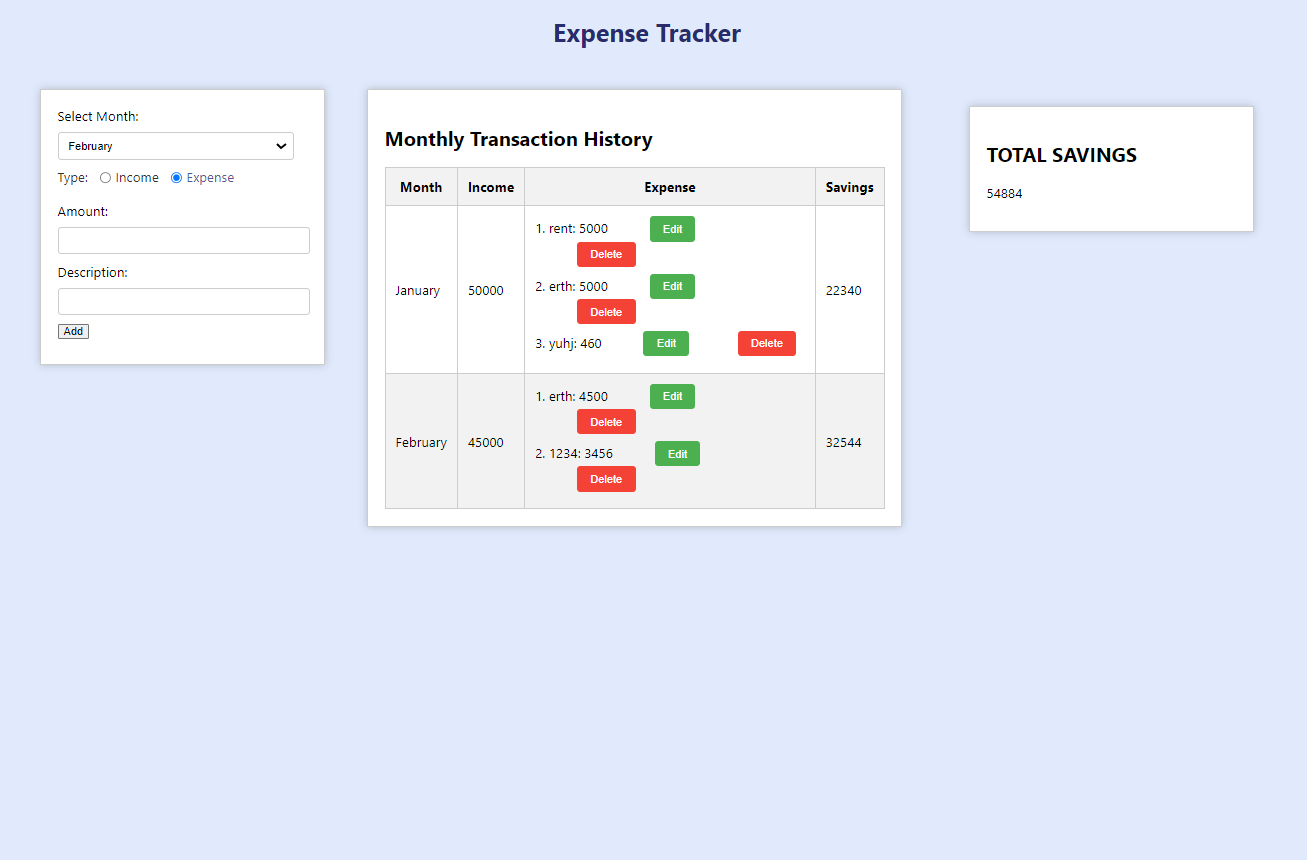 Expense Tracker
Select Month:
February
Type: Income Expense
Amount:
Description:
Add
Monthly Transaction History
Month Income Expense Savings
January 50000 22340
1. rent: 5000 Edit
Delete
2. erth: 5000 Edit
Delete
3. yuhj: 460 Edit Delete
February 45000 32544
1. erth: 4500 Edit
Delete
2. 1234: 3456 Edit
Delete
TOTAL SAVINGS
54884